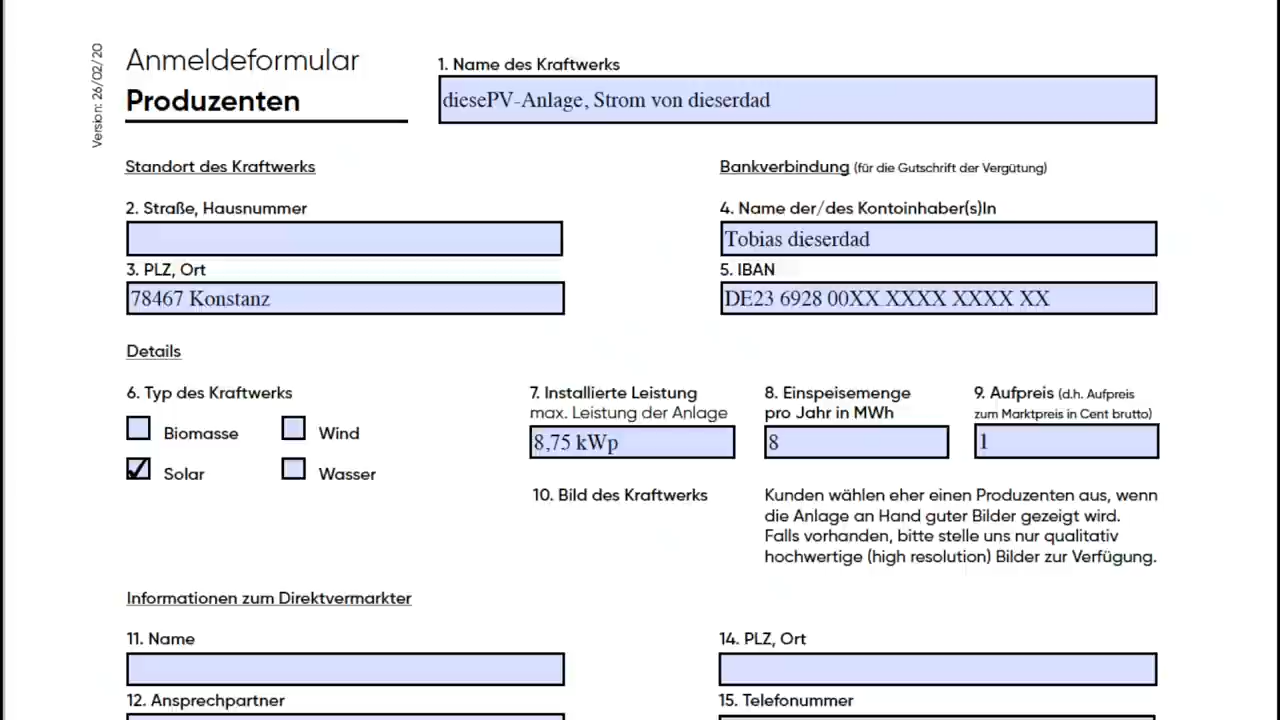 Version: 26/02/20
Anmeldeformular
Produzenten
1. Name des Kraftwerks
diesePV-Anlage, Strom von dieserdad
Standort des Kraftwerks
2. Straße, Hausnummer
3. PLZ, Ort
78467 Konstanz
Bankverbindung (für die Gutschrift der Vergütung)
4. Name der/des Kontoinhaber(s)In
Tobias dieserdad
5. IBAN
DE23 6928 00XX XXXX XXXX XX
Details
6. Typ des Kraftwerks
Biomasse
Wind
Solar
Wasser
7. Installierte Leistung
max. Leistung der Anlage
8,75 kWp
8. Einspeisemenge
pro Jahr in MWh
8
9. Aufpreis (d.h. Aufpreis
zum Marktpreis in Cent brutto)
1
10. Bild des Kraftwerks
Kunden wählen eher einen Produzenten aus, wenn
die Anlage an Hand guter Bilder gezeigt wird.
Falls vorhanden, bitte stelle uns nur qualitativ
hochwertige (high resolution) Bilder zur Verfügung.
Informationen zum Direktvermarkter
11. Name
12. Ansprechpartner
14. PLZ, Ort
15. Telefonummer